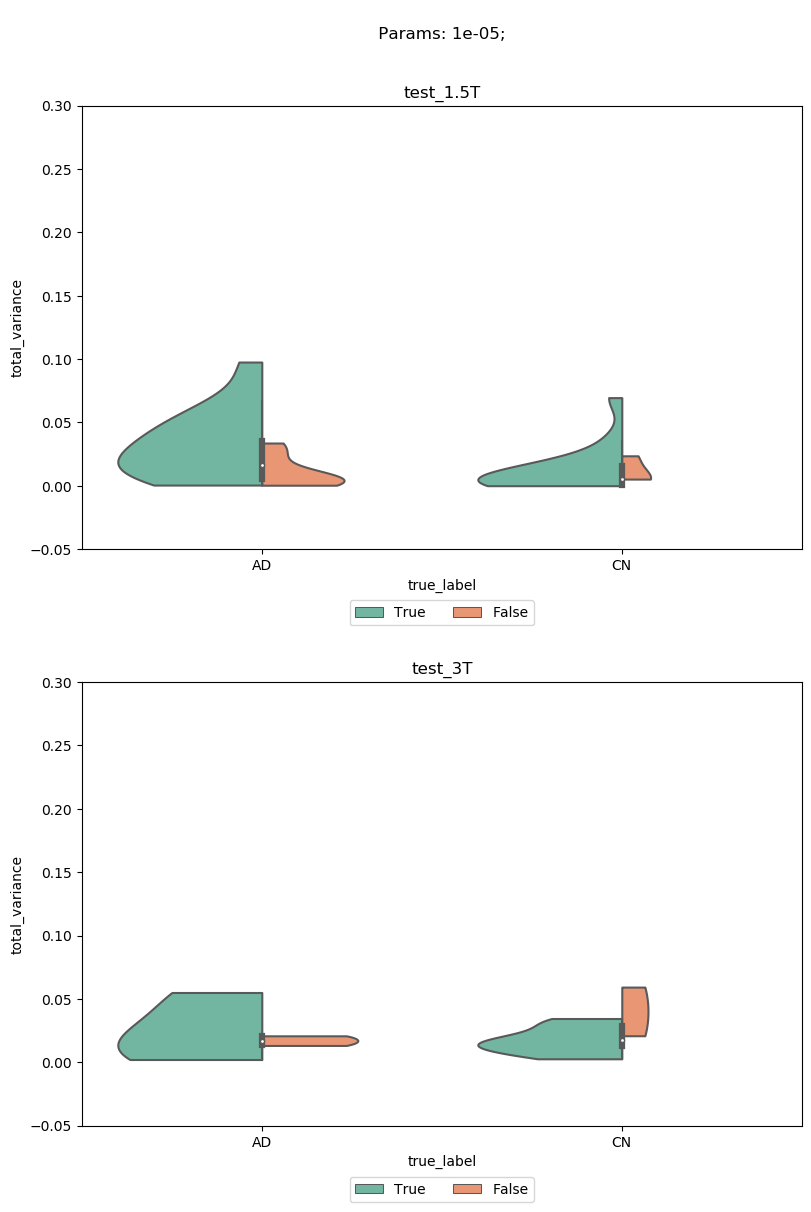 Params: 1e-05;
test_1.5T
0.30
0.25
0.20
0.15
0.10
0.05
0.00
−0.05
total_variance
AD CN
true_label
True False
test_3T
0.30
0.25
0.20
0.15
0.10
0.05
0.00
−0.05
total_variance
AD CN
true_label
True False